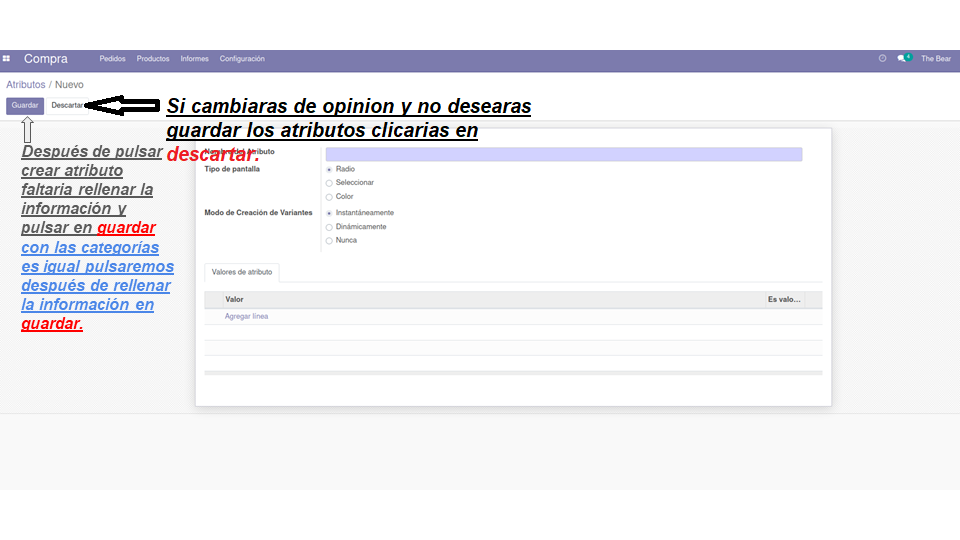 Compra Pedidos Productos Informes Configuración 4 The Bear
Atributos / Nuevo
Guardar Descartar
Si cambiaras de opinion y no desearas
guardar los atributos clicarias en
descartar.
Después de pulsar
crear atributo
faltaria rellenar la
información y
pulsar en guardar
con las categorías
es igual pulsaremos
después de rellenar
la información en
guardar.
Nombre del Atributo
Tipo de pantalla Radio
Seleccionar
Color
Modo de Creación de Variantes Instantáneamente
Dinámicamente
Nunca
Valores de atributo
Valor Es valo...
Agregar línea